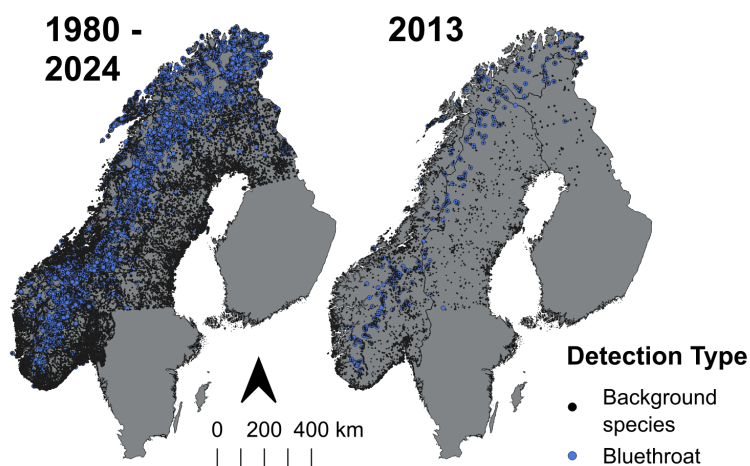 1980 -
2024
2013
Detection Type
Background
species
Bluethroat
0 200 400 km